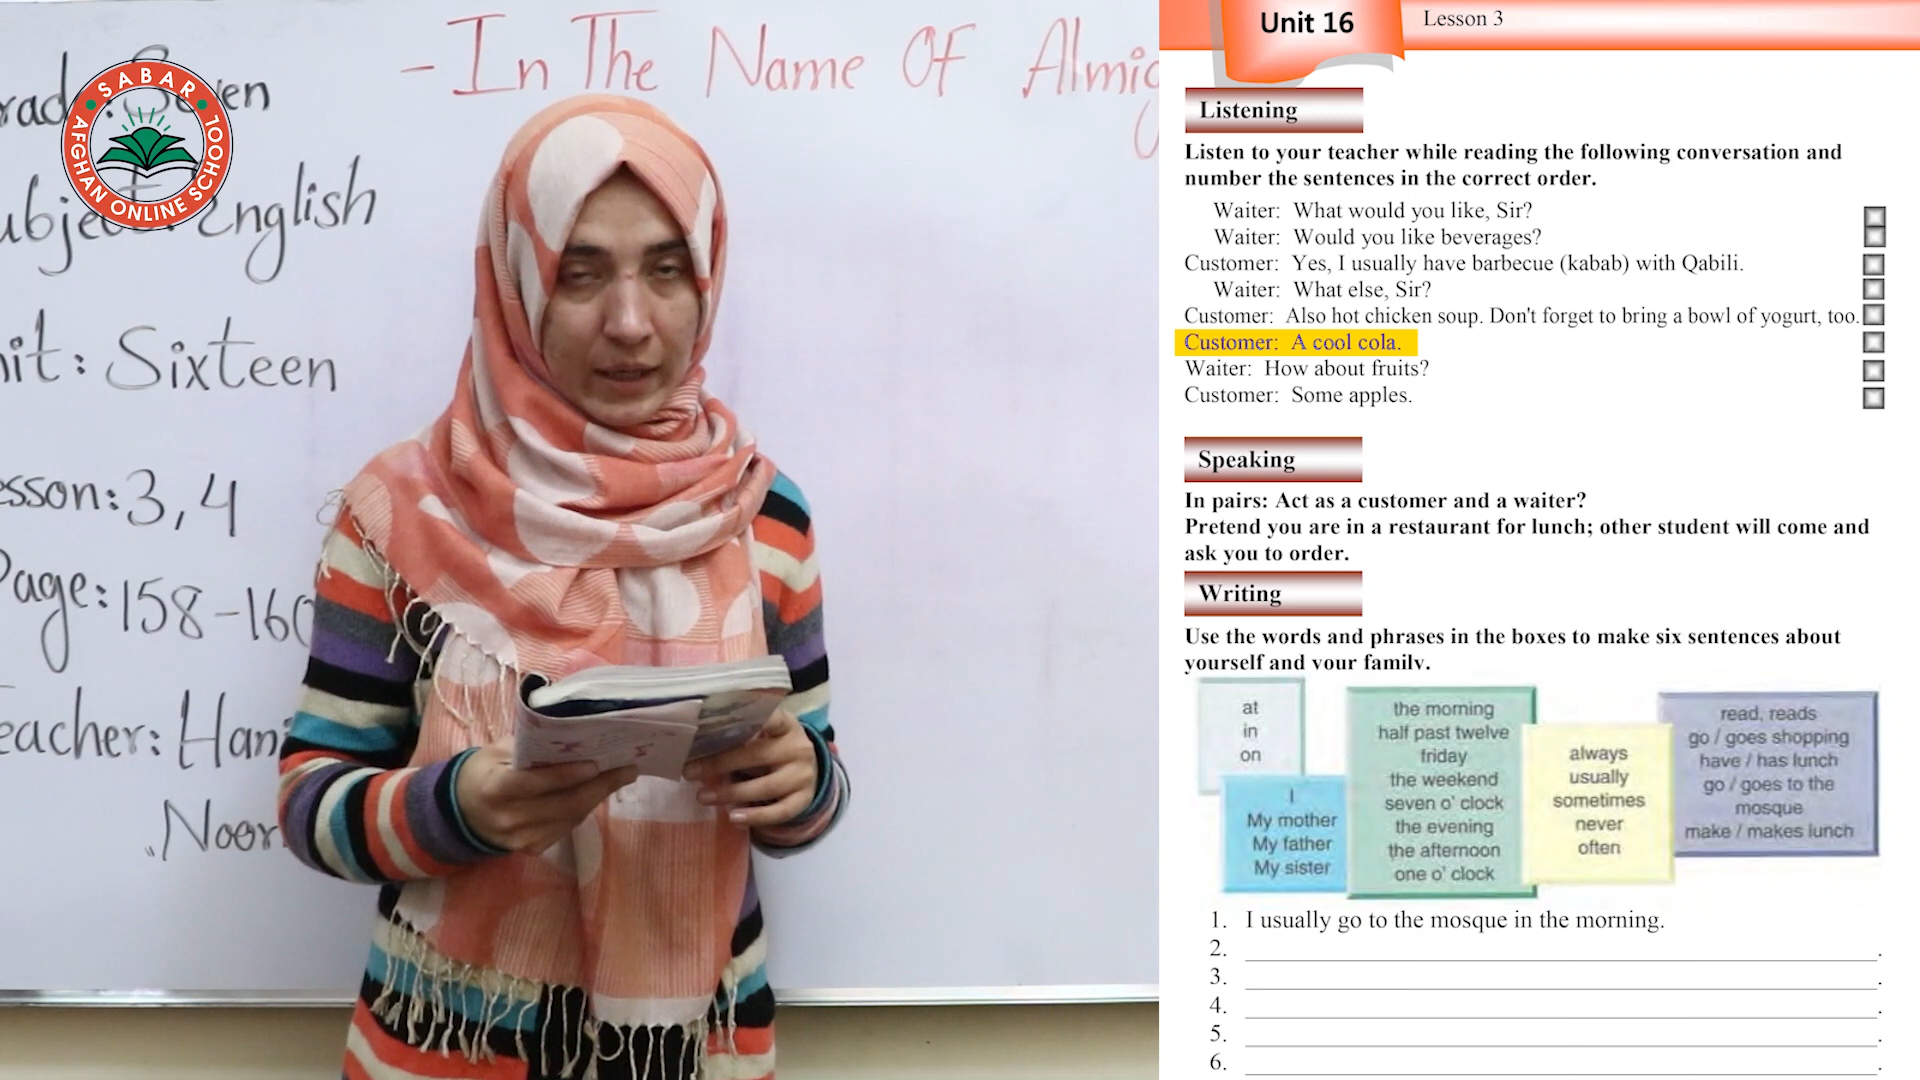 - In The Name Of
Seven
English
Sixteen
3, 4
Page: 158-160
SABAR
AFGHAN ONLINE SCHOOL
Unit 16
Lesson 3
Listening
Listen to your teacher while reading the following conversation and
number the sentences in the correct order.
Waiter: What would you like, Sir?
Waiter: Would you like beverages?
Customer: Yes, I usually have barbecue (kabab) with Qabili.
Waiter: What else, Sir?
Customer: Also hot chicken soup. Don't forget to bring a bowl of yogurt, too.
Customer: A cool cola.
Waiter: How about fruits?
Customer: Some apples.
Speaking
In pairs: Act as a customer and a waiter?
Pretend you are in a restaurant for lunch; other student will come and
ask you to order.
Writing
Use the words and phrases in the boxes to make six sentences about
yourself and your family.
at
in
on
I
My mother
My father
My sister
the morning
half past twelve
friday
the weekend
seven o' clock
the evening
the afternoon
one o' clock
always
usually
sometimes
never
often
read, reads
go / goes shopping
have / has lunch
go / goes to the
mosque
make / makes lunch
1. I usually go to the mosque in the morning.
2.
3.
4.
5.
6.